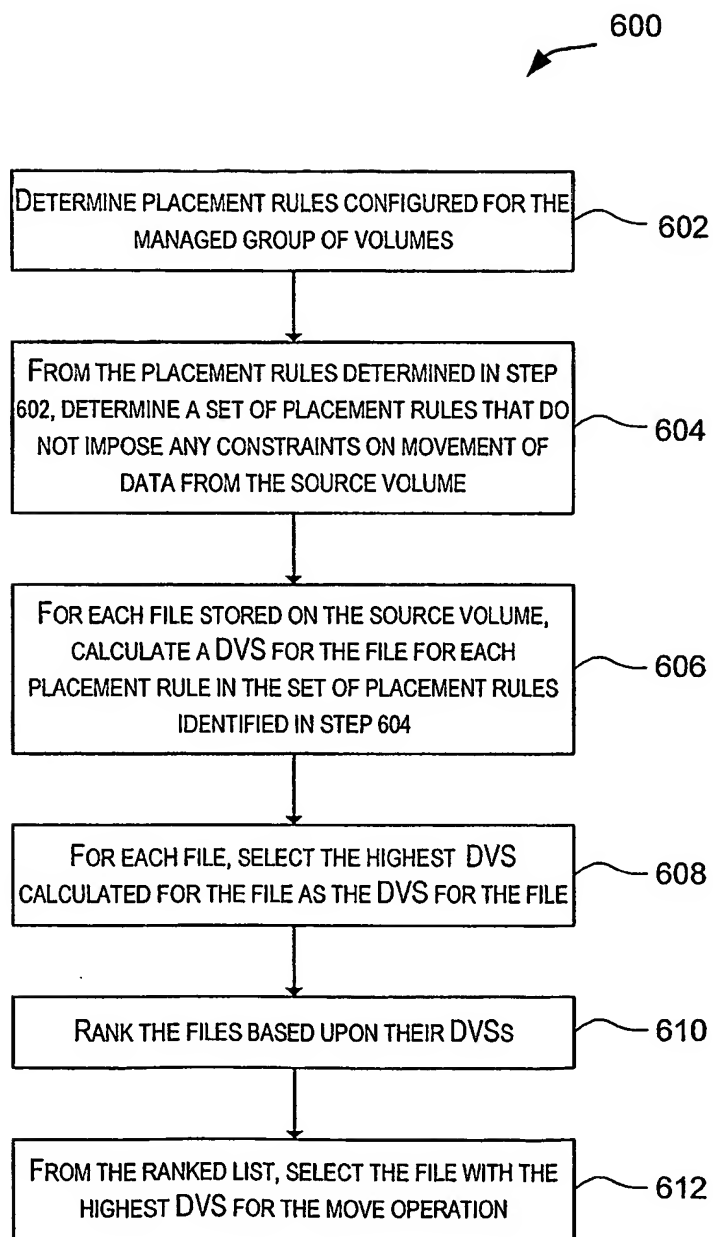 600
DETERMINE PLACEMENT RULES CONFIGURED FOR THE
MANAGED GROUP OF VOLUMES
602
FROM THE PLACEMENT RULES DETERMINED IN STEP
602, DETERMINE A SET OF PLACEMENT RULES THAT DO
NOT IMPOSE ANY CONSTRAINTS ON MOVEMENT OF
DATA FROM THE SOURCE VOLUME
604
FOR EACH FILE STORED ON THE SOURCE VOLUME,
CALCULATE A DVS FOR THE FILE FOR EACH
PLACEMENT RULE IN THE SET OF PLACEMENT RULES
IDENTIFIED IN STEP 604
606
FOR EACH FILE, SELECT THE HIGHEST DVS
CALCULATED FOR THE FILE AS THE DVS FOR THE FILE
608
RANK THE FILES BASED UPON THEIR DVSS
610
FROM THE RANKED LIST, SELECT THE FILE WITH THE
HIGHEST DVS FOR THE MOVE OPERATION
612